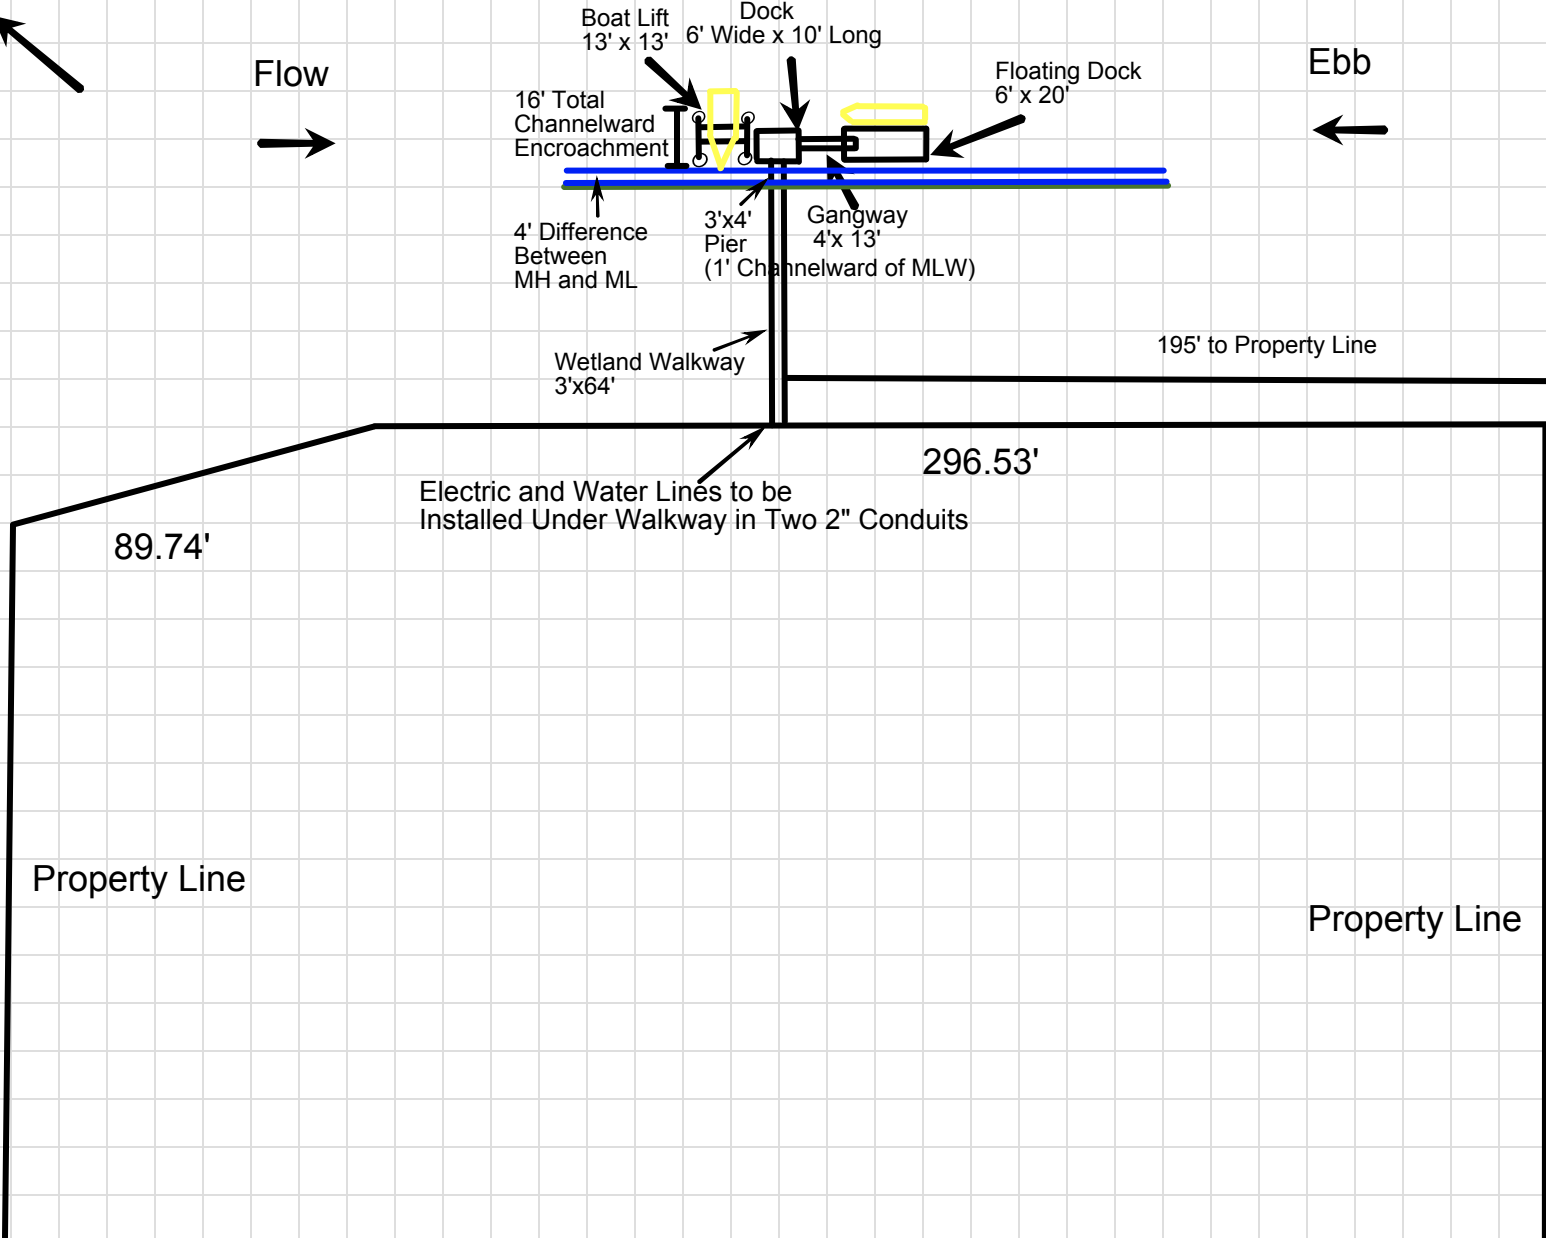 Boat Lift
13' x 13'
Dock
6' Wide x 10' Long
Floating Dock
6' x 20'
Flow
Ebb
16' Total
Channelward
Encroachment
4' Difference
Between
MH and ML
3'x4'
Pier
(1' Channelward of MLW)
Gangway
4'x 13'
Wetland Walkway
3'x64'
195' to Property Line
296.53'
Electric and Water Lines to be
Installed Under Walkway in Two 2" Conduits
89.74'
Property Line
Property Line